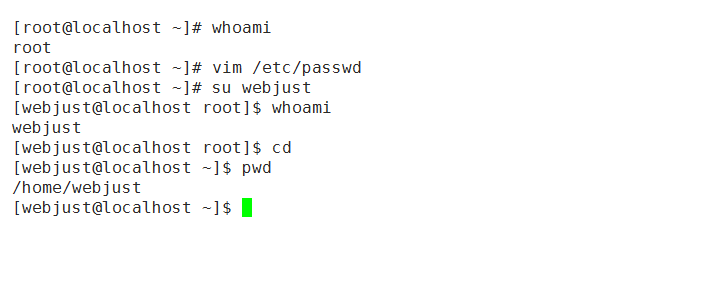 [root@localhost ~]# whoami
root
[root@localhost ~]# vim /etc/passwd
[root@localhost ~]# su webjust
[webjust@localhost root]$ whoami
webjust
[webjust@localhost root]$ cd
[webjust@localhost ~]$ pwd
/home/webjust
[webjust@localhost ~]$